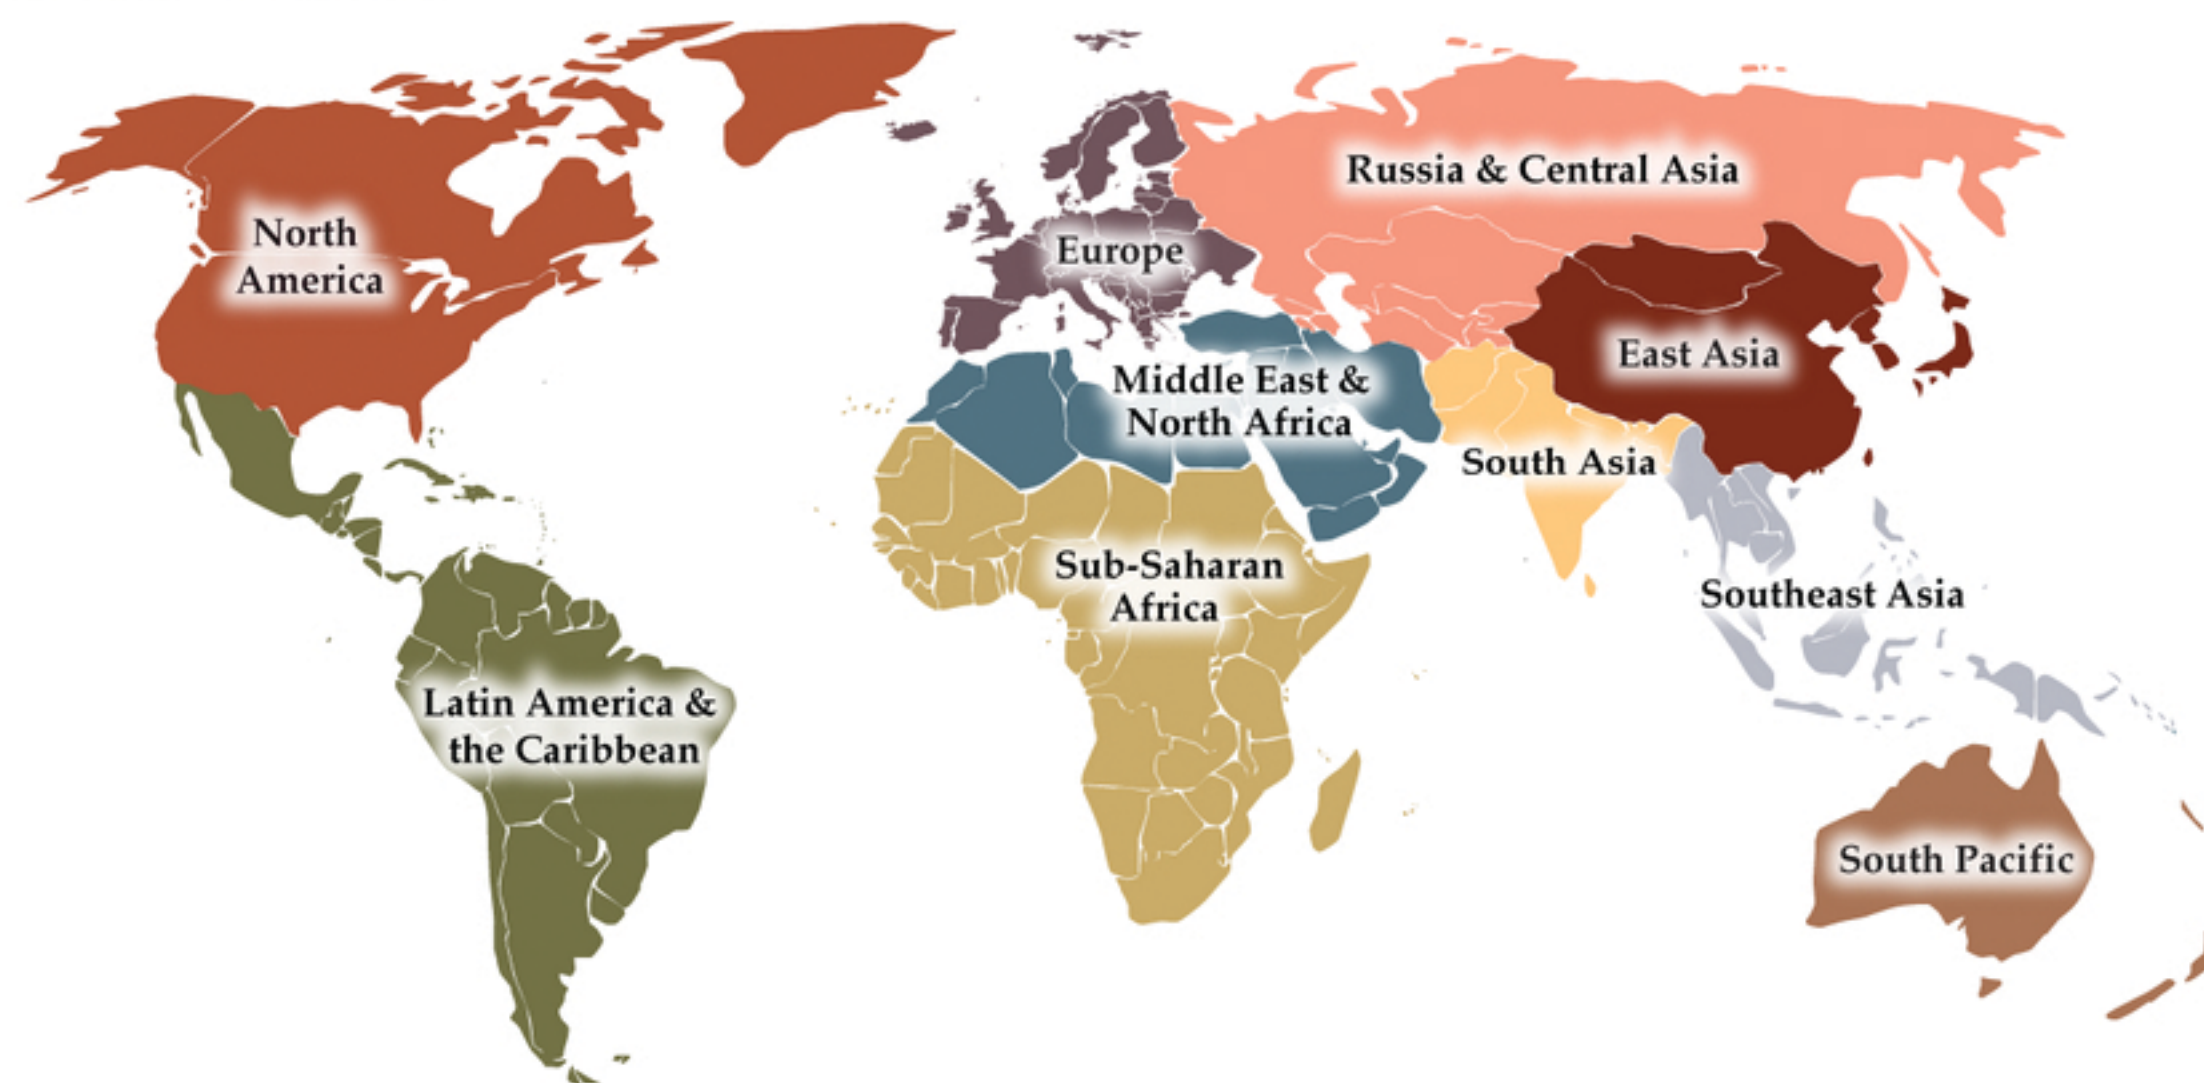 North
America
Latin America &
the Caribbean
Europe
Russia & Central Asia
East Asia
Middle East &
North Africa
South Asia
Sub-Saharan
Africa
Southeast Asia
South Pacific